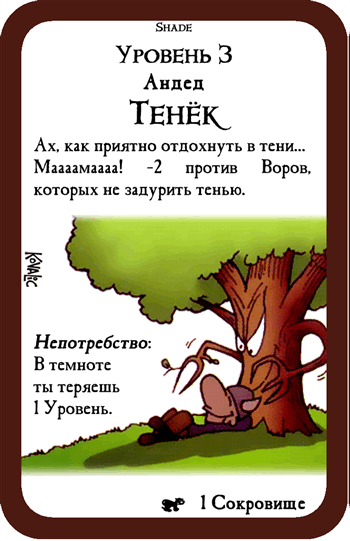 Shade
Уровень 3
Андед
Тенёк
Ах, как приятно отдохнуть в тени...
Маааамаааа! -2 против Воров,
которых не задурить тенью.
Kovalic
Непотребство:
В темноте
ты теряешь
1 Уровень.
1 Сокровище